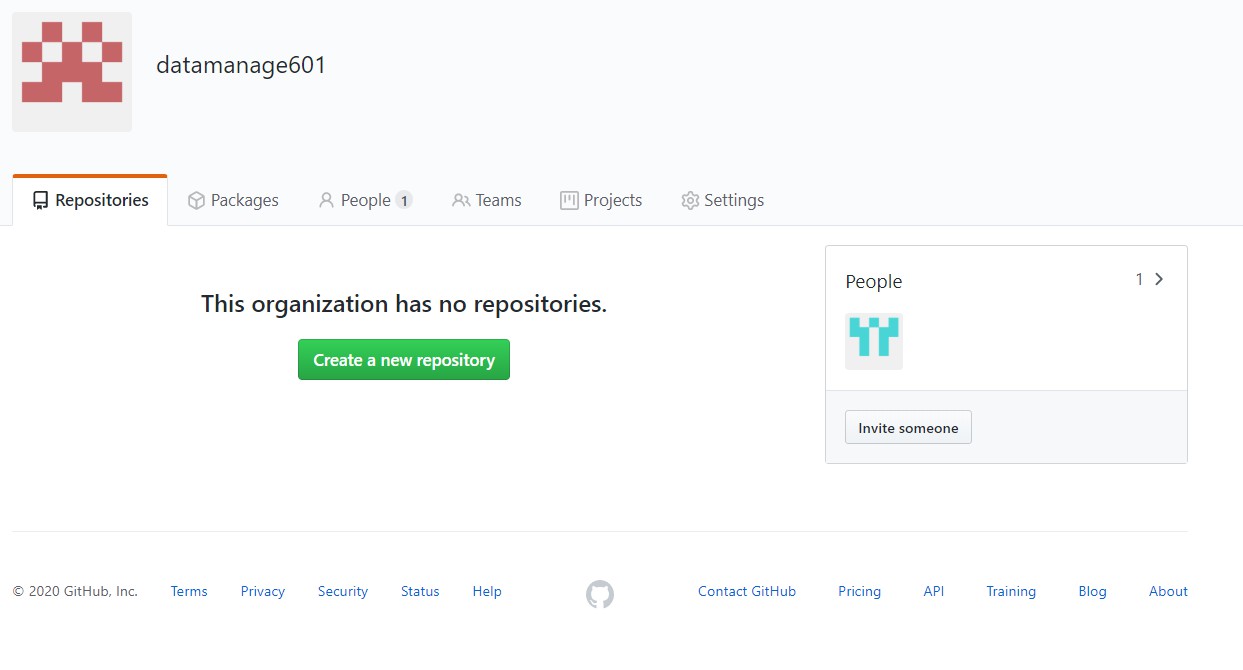 datamanage601
Repositories Packages People 1 Teams Projects Settings
This organization has no repositories.
Create a new repository
People 1
Invite someone
© 2020 GitHub, Inc. Terms Privacy Security Status Help Contact GitHub Pricing API Training Blog About